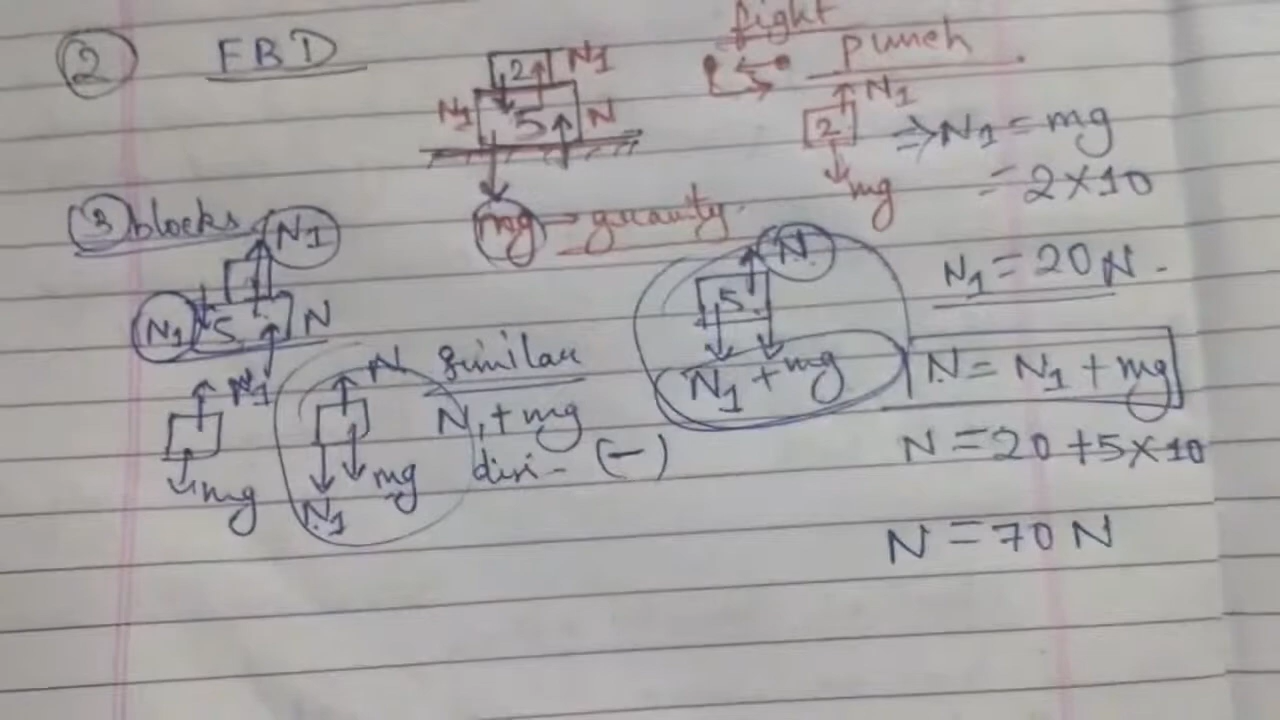 ② FBD
fight
punch
2 N1
N1 5 N
mg → gravity.
N1
2
mg
⇒ N1 = mg
= 2×10
N1 = 20 N.
③ blocks
N1
N1 5 N
N1
mg
N
mg
N1
similar
N1 + mg
diri- (-)
N
5
N1 + mg
N = N1 + mg
N = 20 + 5×10
N = 70 N